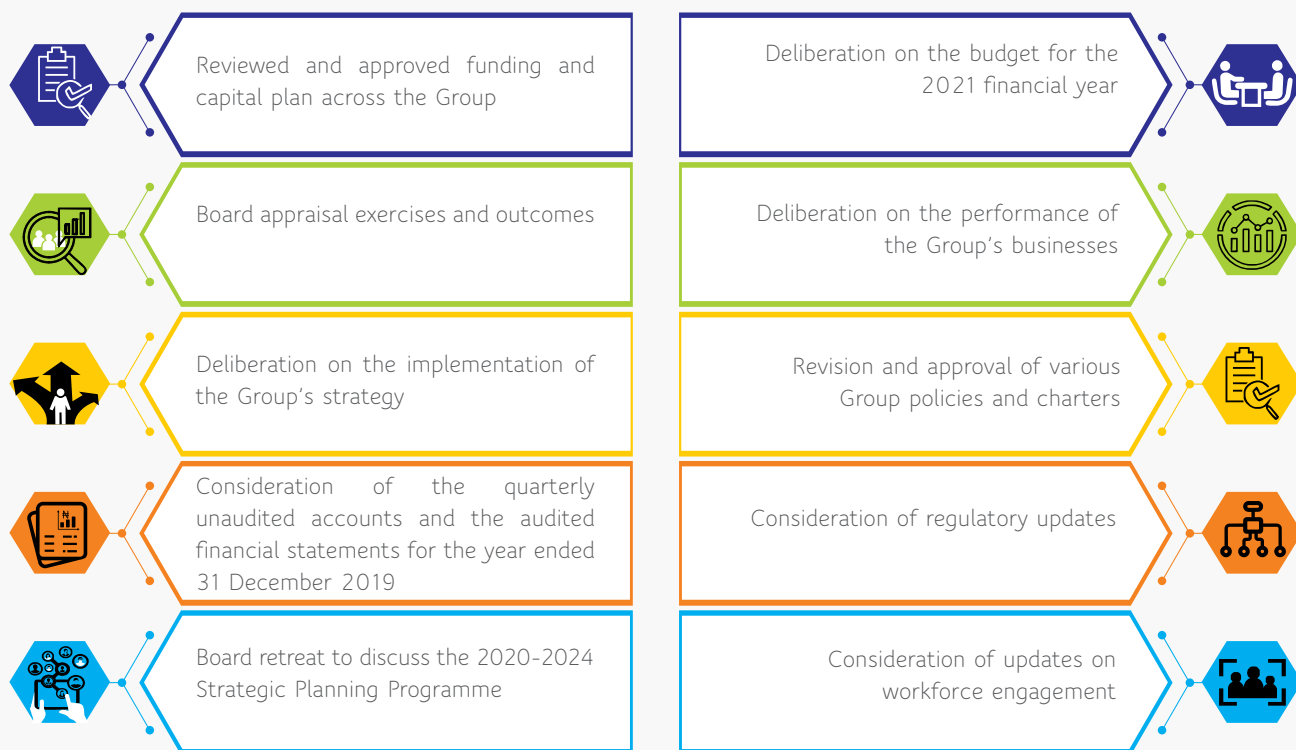 Reviewed and approved funding and
capital plan across the Group
Deliberation on the budget for the
2021 financial year
Board appraisal exercises and outcomes
Deliberation on the performance of
the Group's businesses
Deliberation on the implementation of
the Group's strategy
Revision and approval of various
Group policies and charters
Consideration of the quarterly
unaudited accounts and the audited
financial statements for the year ended
31 December 2019
Consideration of regulatory updates
Board retreat to discuss the 2020-2024
Strategic Planning Programme
Consideration of updates on
workforce engagement